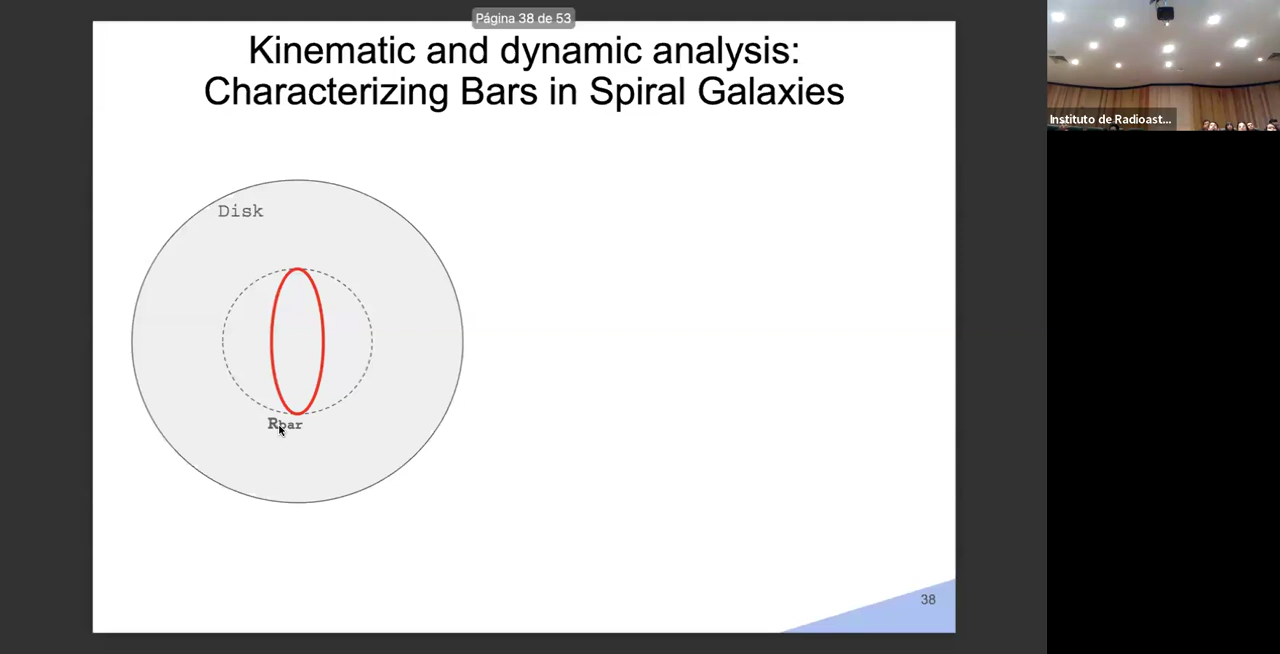 Página 38 de 53
Kinematic and dynamic analysis:
Characterizing Bars in Spiral Galaxies
Instituto de Radioast...
Disk
Rbar
38